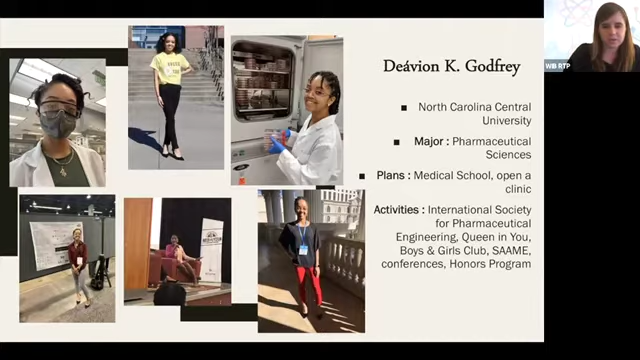 Deávion K. Godfrey
■ North Carolina Central
University
■ Major : Pharmaceutical
Sciences
■ Plans : Medical School, open a
clinic
Activities : International Society
for Pharmaceutical
Engineering, Queen in You,
Boys & Girls Club, SAAME,
conferences, Honors Program
WB RTP